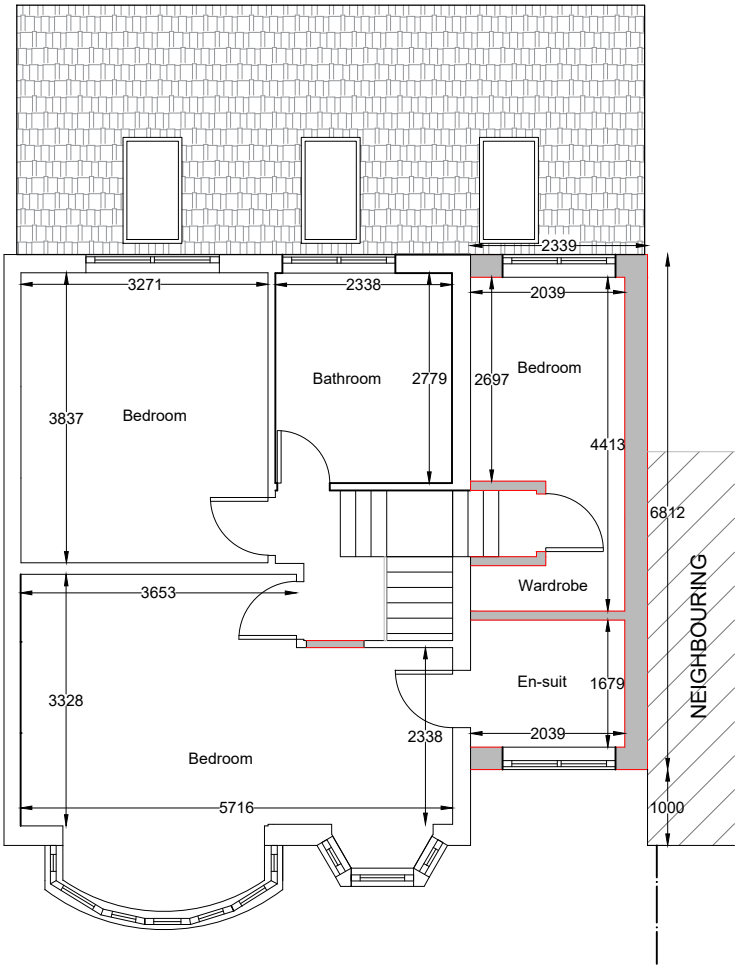 2339
3271
2338
2039
Bedroom
Bathroom
2779
2697
Bedroom
3837
4413
6812
NEIGHBOURING
Wardrobe
3653
En-suit
1679
3328
2039
2338
Bedroom
5716
1000